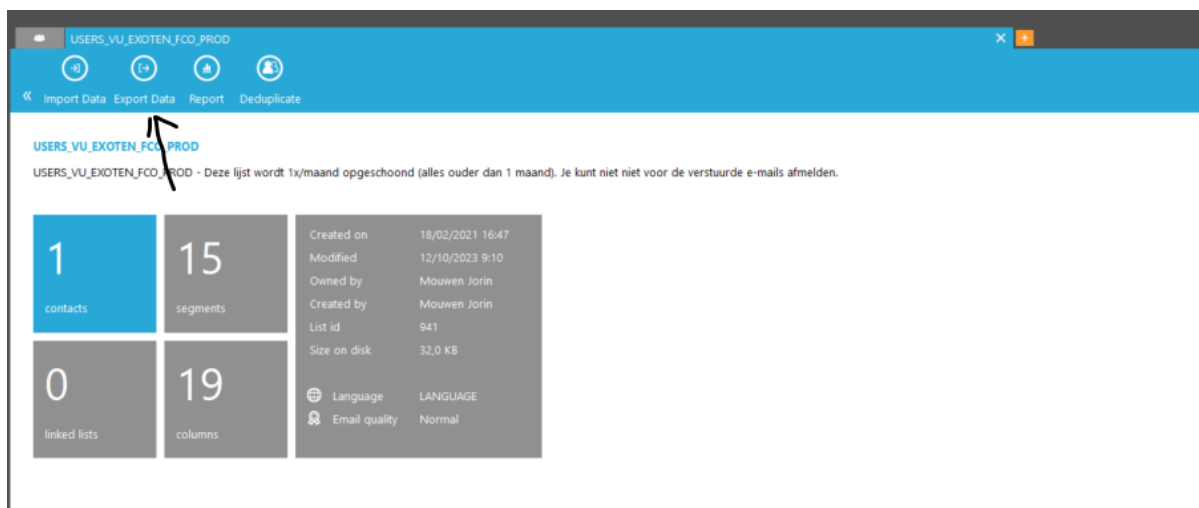 USERS_VU_EXOTEN_FCO_PROD
Import Data Export Data Report Deduplicate
USERS_VU_EXOTEN_FCO_PROD
USERS_VU_EXOTEN_FCO_PROD - Deze lijst wordt 1x/maand opgeschoond (alles ouder dan 1 maand). Je kunt niet niet voor de verstuurde e-mails afmelden.
1
contacts
15
segments
0
linked lists
19
columns
Created on 18/02/2021 16:47
Modified 12/10/2023 9:10
Owned by Mouwen Jorin
Created by Mouwen Jorin
List id 941
Size on disk 32,0 KB
Language LANGUAGE
Email quality Normal